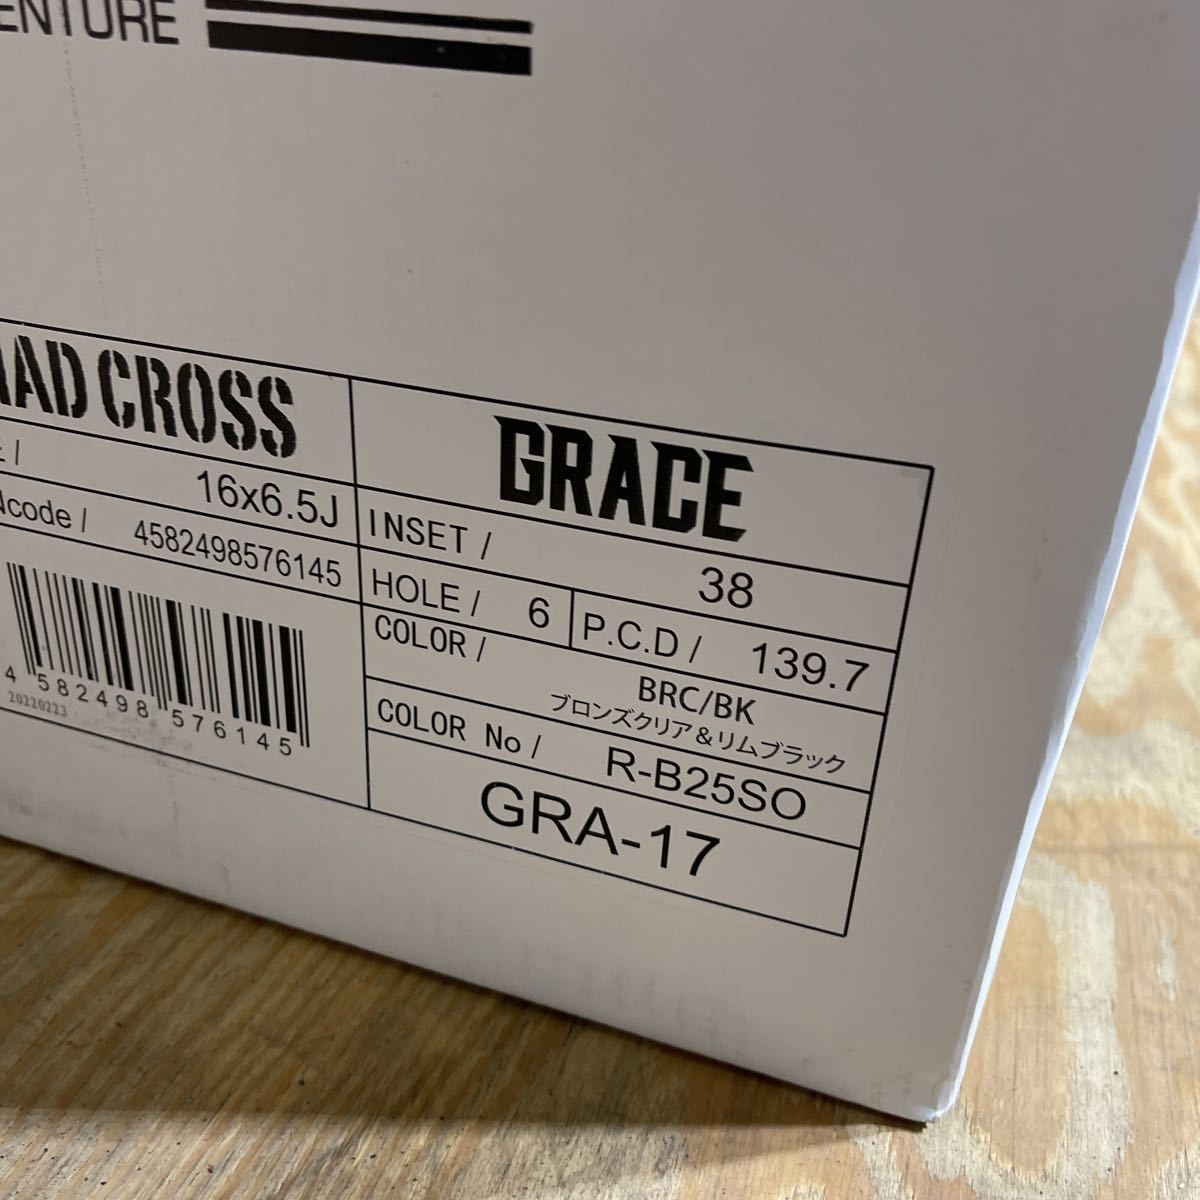 ENTURE
MAD CROSS
GRACE
16x6.5J
INSET / 38
Ncode / 4582498576145
HOLE / 6
P.C.D / 139.7
COLOR /
BRC/BK
ブロンズクリア&リムブラック
COLOR No / R-B25SO
GRA-17
4 582498 576145
20220223